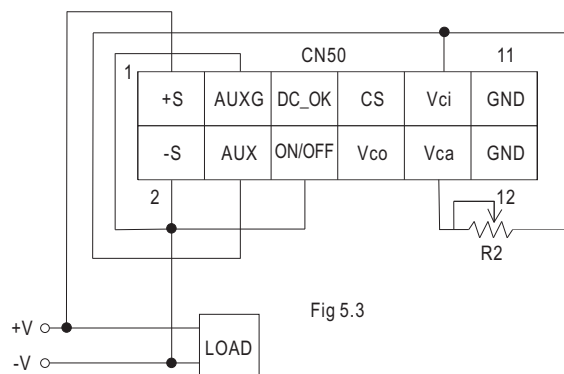 CN50
1 11
+S AUXG DC_OK CS Vci GND
-S AUX ON/OFF Vco Vca GND
2 12
R2
Fig 5.3
+V
-V
LOAD